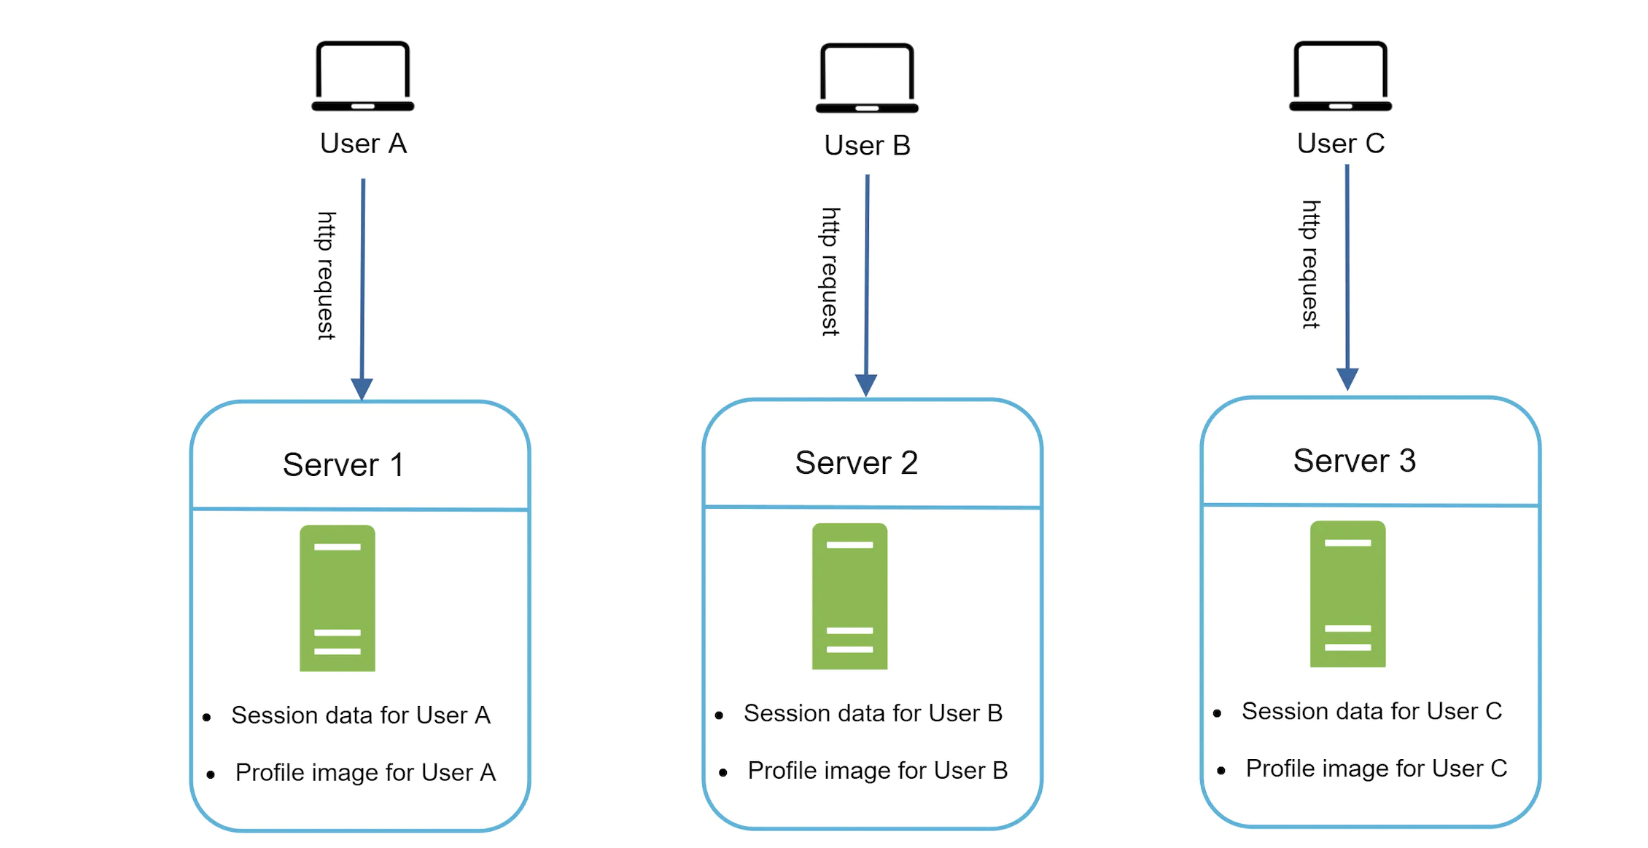 User A
User B
User C
http request
http request
http request
Server 1
Server 2
Server 3
Session data for User A
Profile image for User A
Session data for User B
Profile image for User B
Session data for User C
Profile image for User C